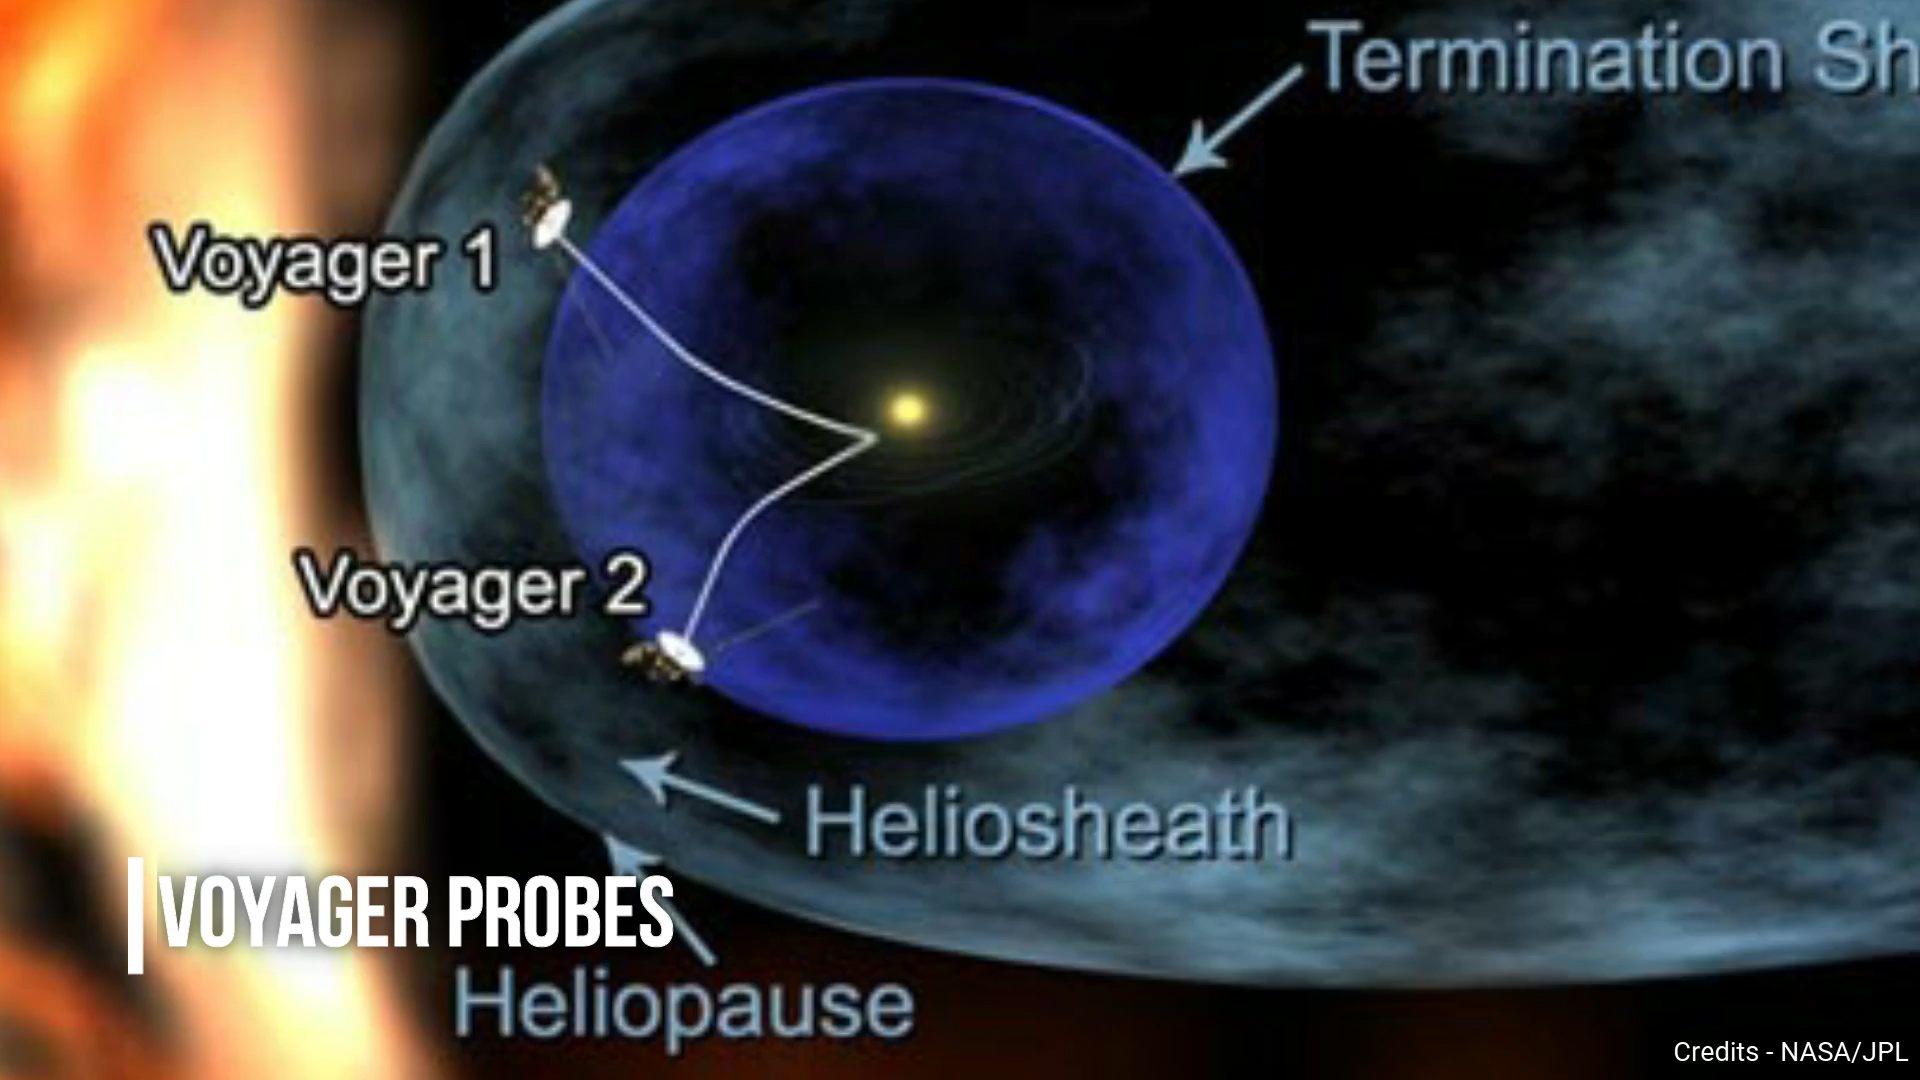 Termination Sh
Voyager 1
Voyager 2
Heliosheath
VOYAGER PROBES
Heliopause
Credits - NASA/JPL